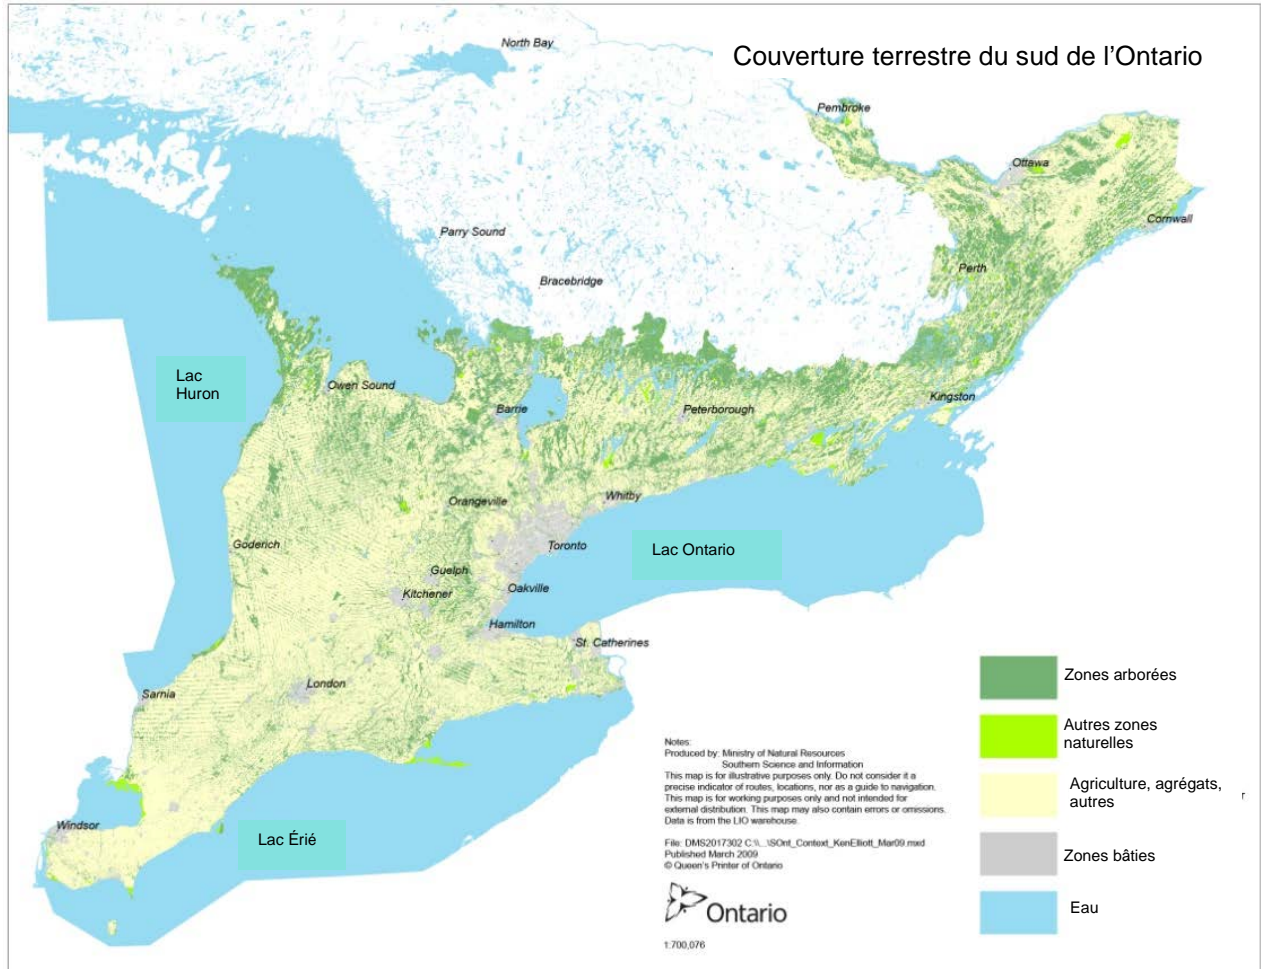 Couverture terrestre du sud de l’Ontario
North Bay
Pembroke
Ottawa
Cornwall
Parry Sound
Perth
Bracebridge
Lac
Huron
Owen Sound
Barrie
Peterborough
Kingston
Orangeville
Whitby
Goderich
Toronto
Lac Ontario
Guelph
Kitchener
Oakville
Hamilton
St. Catherines
Sarnia
London
Windsor
Lac Érié
Zones arborées
Autres zones
naturelles
Agriculture, agrégats,
autres
r
Zones bâties
Eau
Notes:
Produced by: Ministry of Natural Resources
Southern Science and Information
This map is for illustrative purposes only. Do not consider it a
precise indicator of routes, locations, nor as a guide to navigation.
This map is for working purposes only and not intended for
external distribution. This map may also contain errors or omissions.
Data is from the LIO warehouse.
File: DMS2017302 C:\\...\SOnt_Context_KenElliott_Mar09.mxd
Published March 2009
© Queen's Printer of Ontario
Ontario
1:700,076